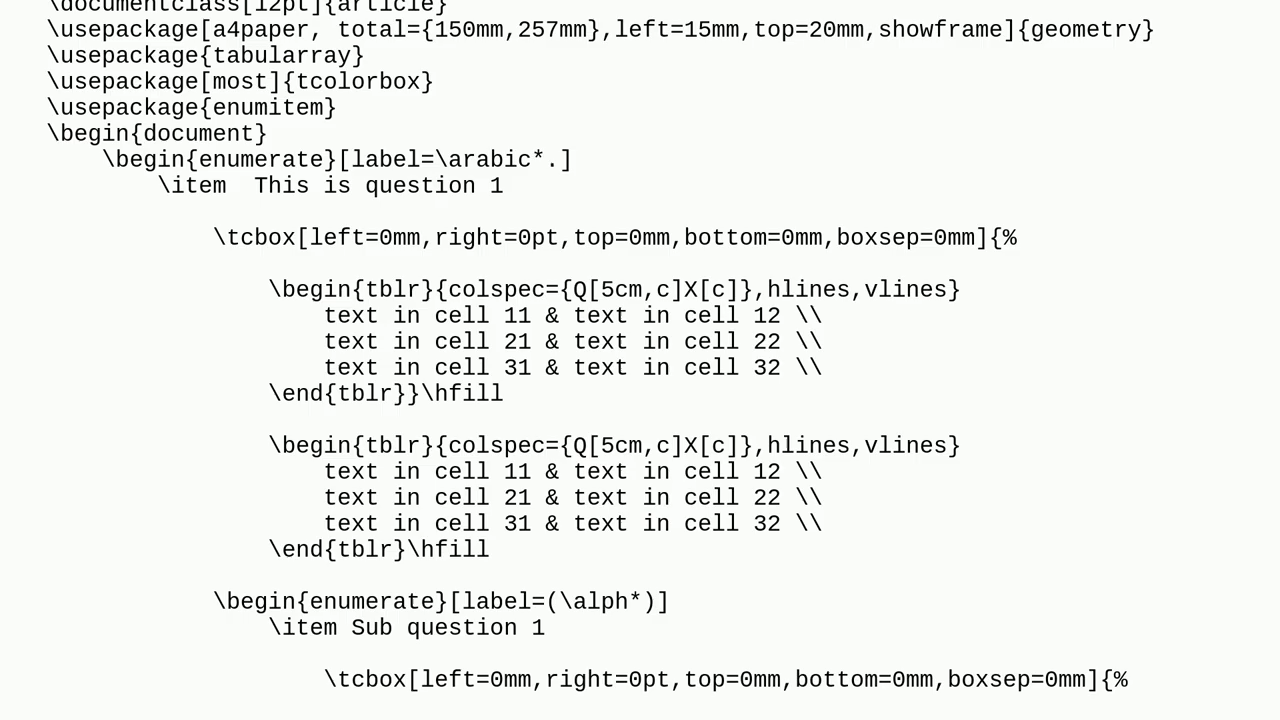 \documentclass[12pt]{article}
\usepackage[a4paper, total={150mm,257mm},left=15mm,top=20mm,showframe]{geometry}
\usepackage{tabularray}
\usepackage[most]{tcolorbox}
\usepackage{enumitem}
\begin{document}
    \begin{enumerate}[label=\arabic*.]
        \item  This is question 1

            \tcbox[left=0mm,right=0pt,top=0mm,bottom=0mm,boxsep=0mm]{%

                \begin{tblr}{colspec={Q[5cm,c]X[c]},hlines,vlines}
                    text in cell 11 & text in cell 12 \\
                    text in cell 21 & text in cell 22 \\
                    text in cell 31 & text in cell 32 \\
                \end{tblr}}\hfill

                \begin{tblr}{colspec={Q[5cm,c]X[c]},hlines,vlines}
                    text in cell 11 & text in cell 12 \\
                    text in cell 21 & text in cell 22 \\
                    text in cell 31 & text in cell 32 \\
                \end{tblr}\hfill

            \begin{enumerate}[label=(\alph*)]
                \item Sub question 1

                    \tcbox[left=0mm,right=0pt,top=0mm,bottom=0mm,boxsep=0mm]{%